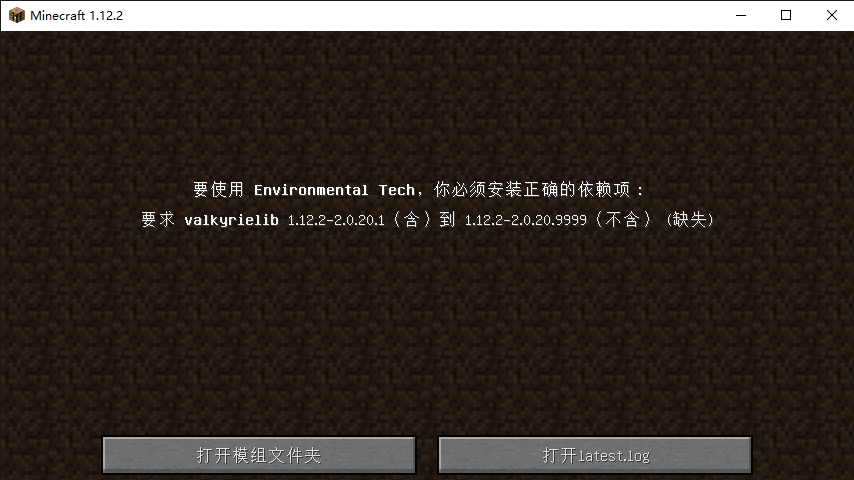 Minecraft 1.12.2
要使用 Environmental Tech, 你必须安装正确的依赖项：
要求 valkyrielib 1.12.2-2.0.20.1（含）到 1.12.2-2.0.20.9999（不含） (缺失)
打开模组文件夹
打开latest.log